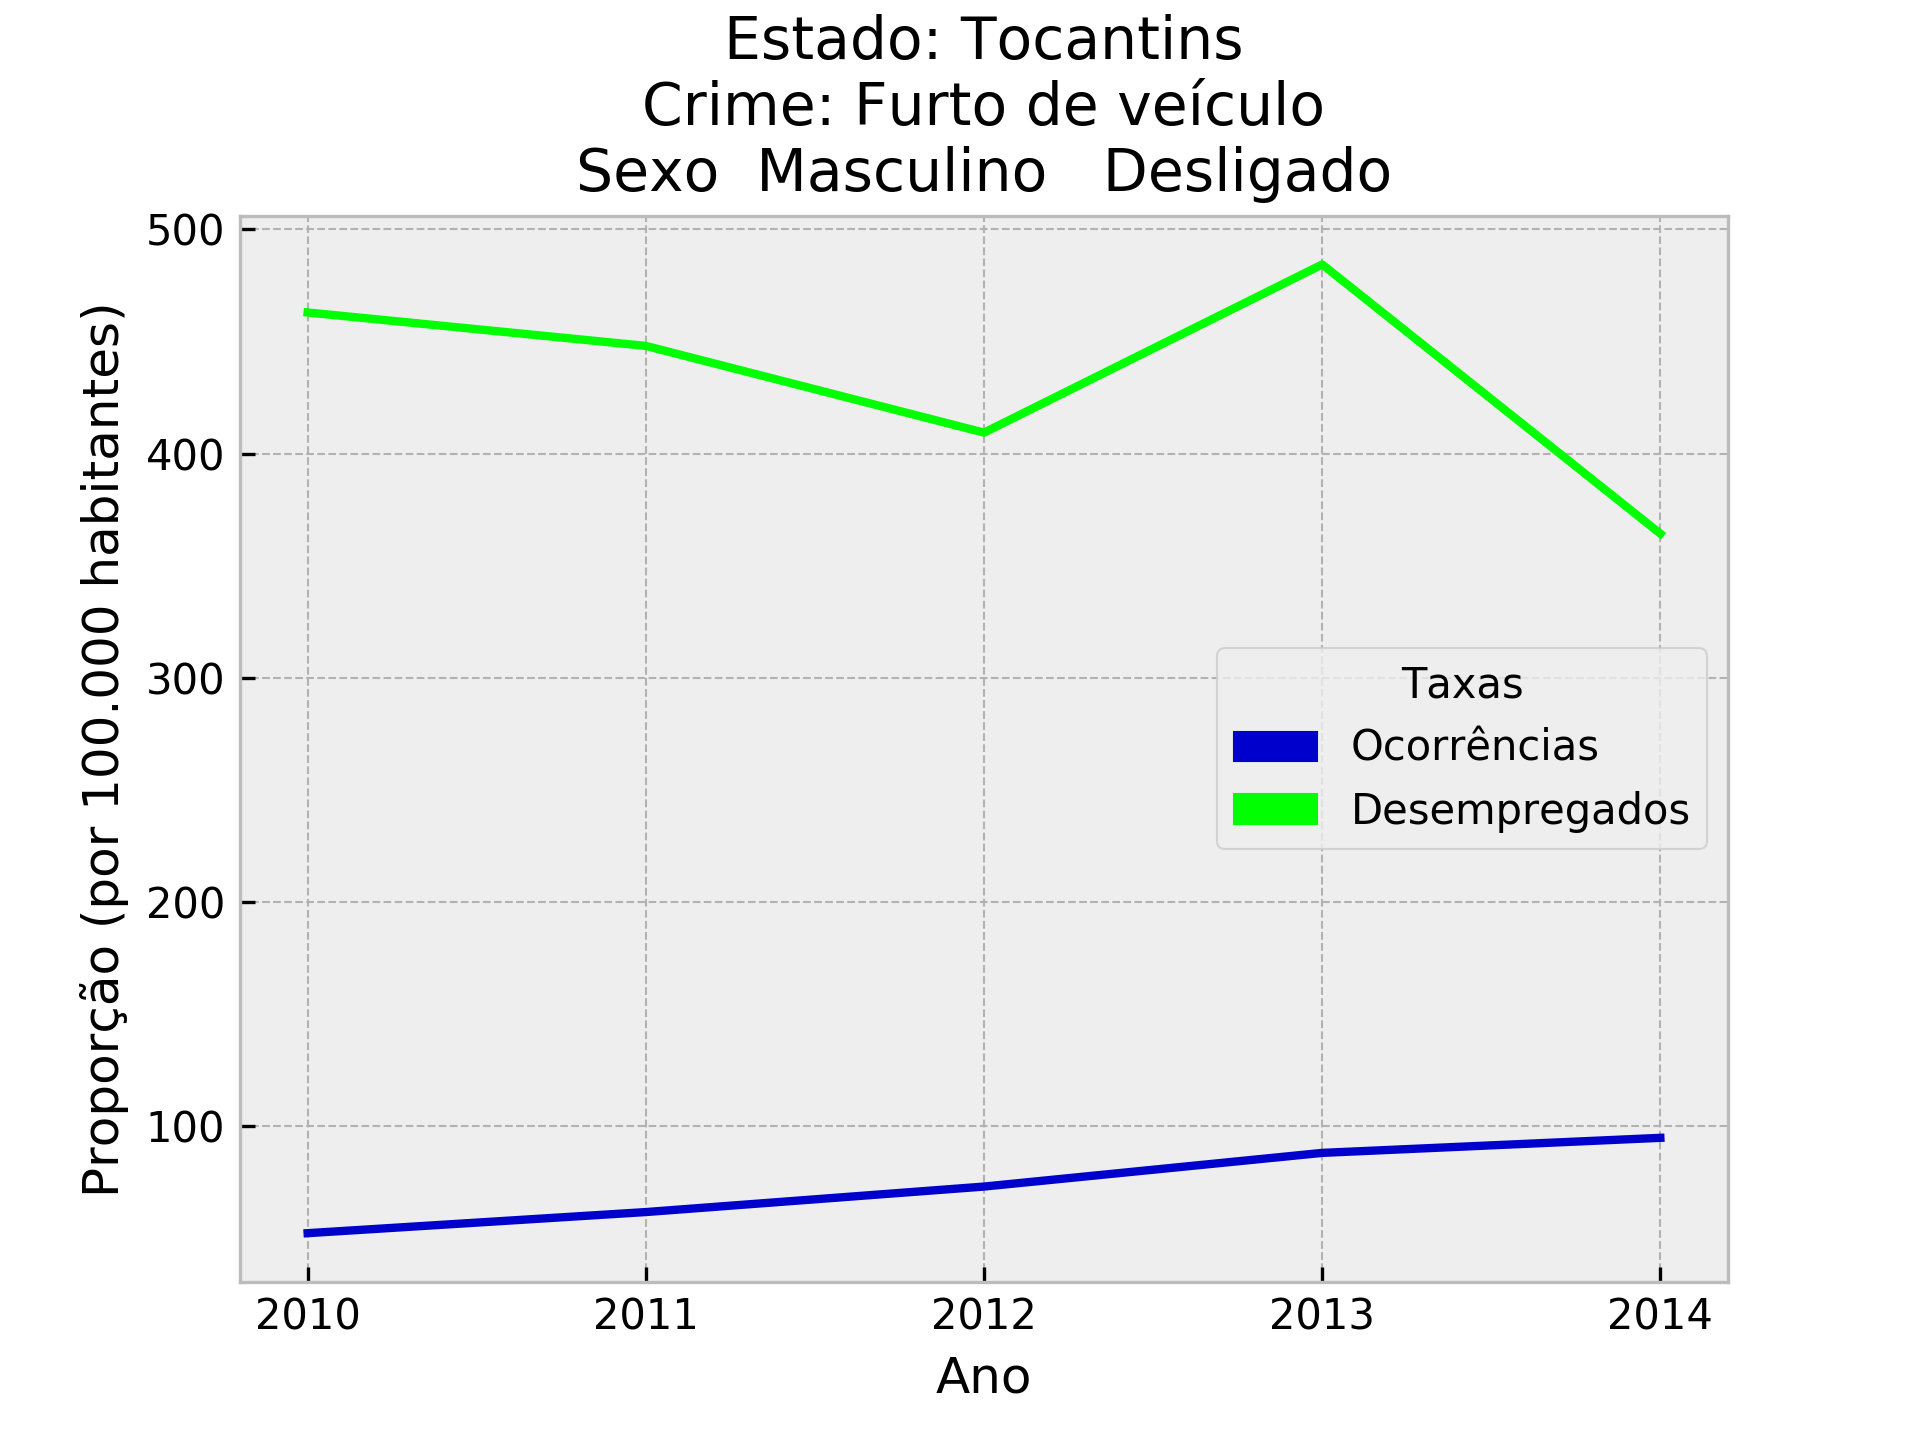 Estado: Tocantins
Crime: Furto de veículo
Sexo  Masculino   Desligado
500
400
300
200
100
Proporção (por 100.000 habitantes)
Taxas
Ocorrências
Desempregados
2010 2011 2012 2013 2014
Ano